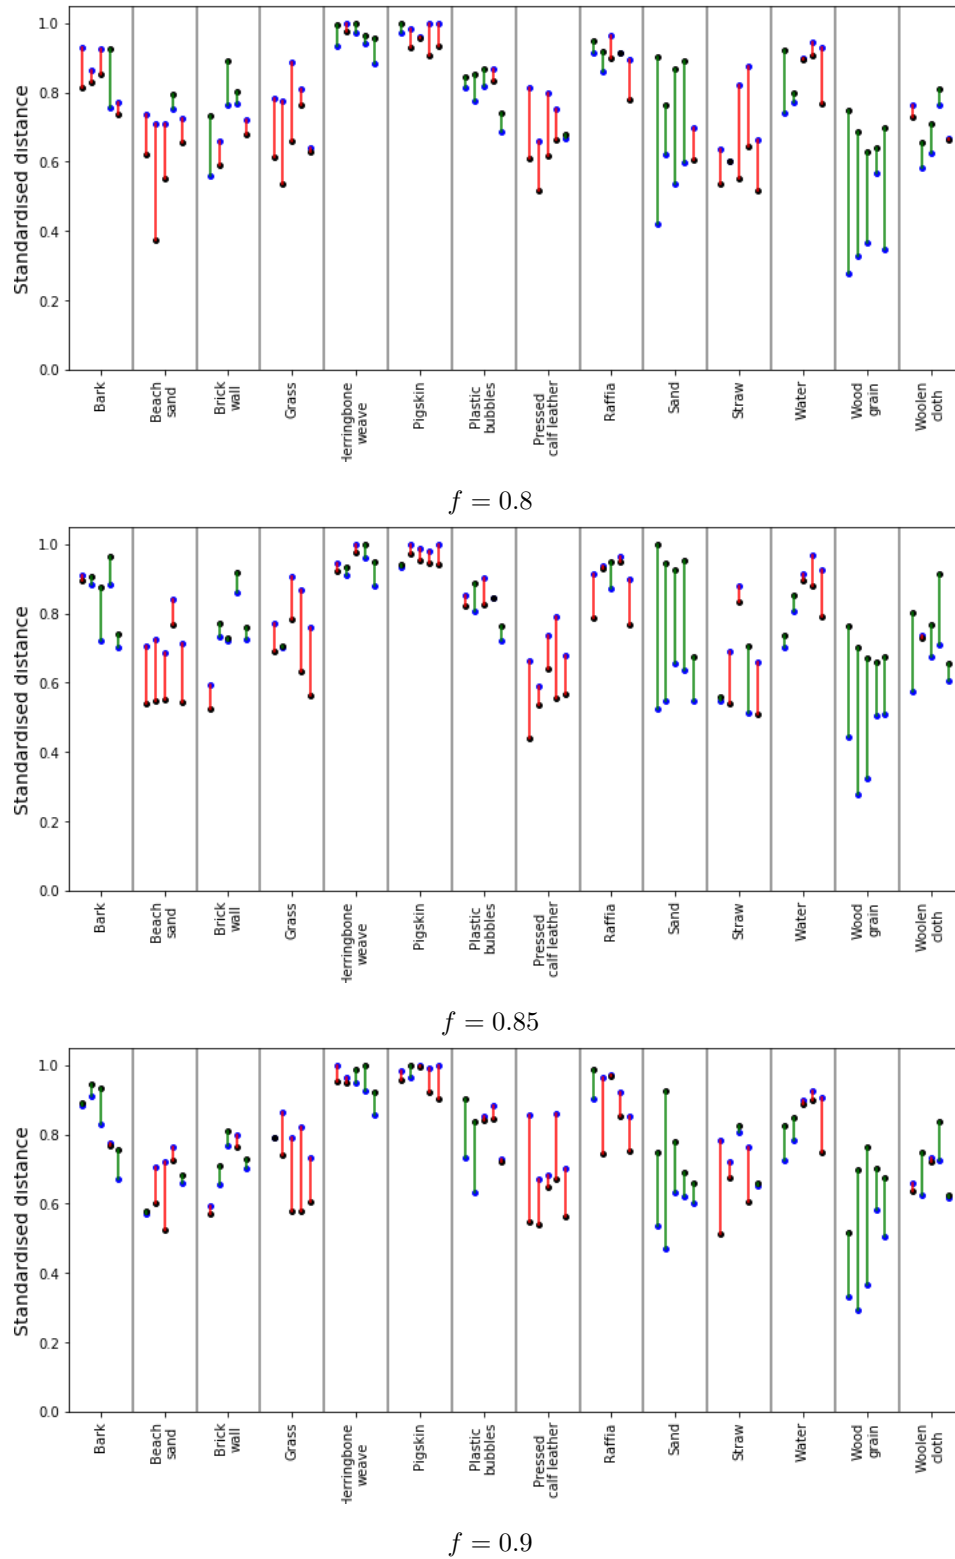 1.0
0.8
0.6
0.4
0.2
0.0
Standardised distance
Bark
Beach
sand
Brick
wall
Grass
Herringbone
weave
Pigskin
Plastic
bubbles
Pressed
calf leather
Raffia
Sand
Straw
Water
Wood
grain
Woolen
cloth
f = 0.8
1.0
0.8
0.6
0.4
0.2
0.0
Standardised distance
Bark
Beach
sand
Brick
wall
Grass
Herringbone
weave
Pigskin
Plastic
bubbles
Pressed
calf leather
Raffia
Sand
Straw
Water
Wood
grain
Woolen
cloth
f = 0.85
1.0
0.8
0.6
0.4
0.2
0.0
Standardised distance
Bark
Beach
sand
Brick
wall
Grass
Herringbone
weave
Pigskin
Plastic
bubbles
Pressed
calf leather
Raffia
Sand
Straw
Water
Wood
grain
Woolen
cloth
f = 0.9